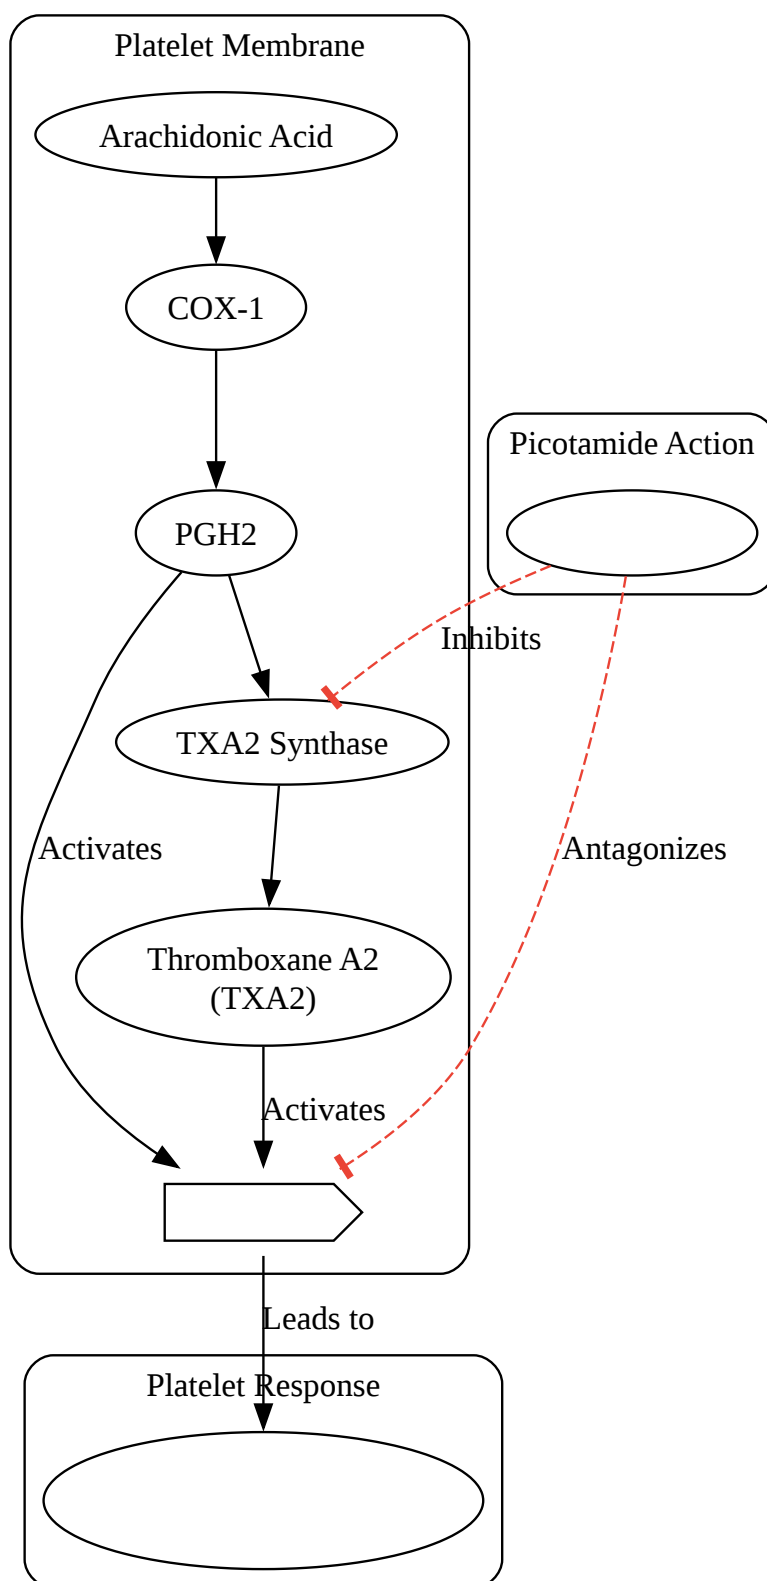 Platelet Membrane
Arachidonic Acid
COX-1
Picotamide Action
PGH2
Inhibits
TXA2 Synthase
Activates
Antagonizes
Thromboxane A2
(TXA2)
Activates
Leads to
Platelet Response